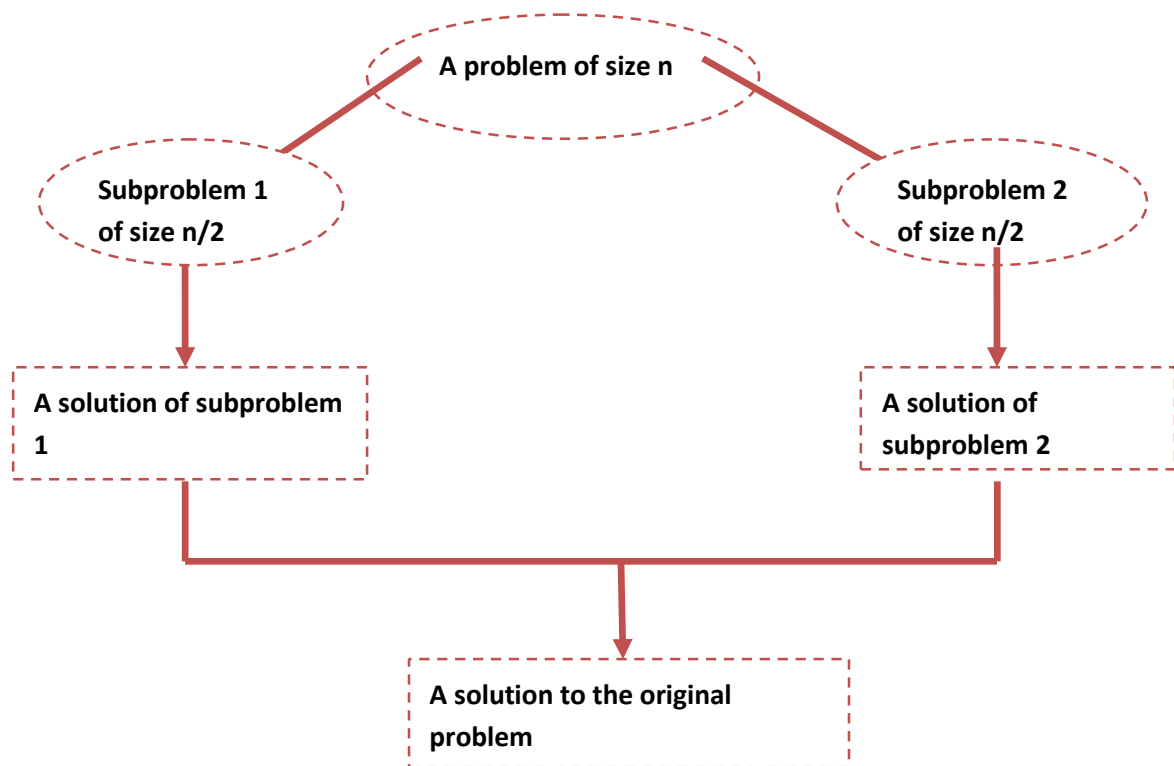 A problem of size n
Subproblem 1
of size n/2
Subproblem 2
of size n/2
A solution of subproblem
1
A solution of
subproblem 2
A solution to the original
problem